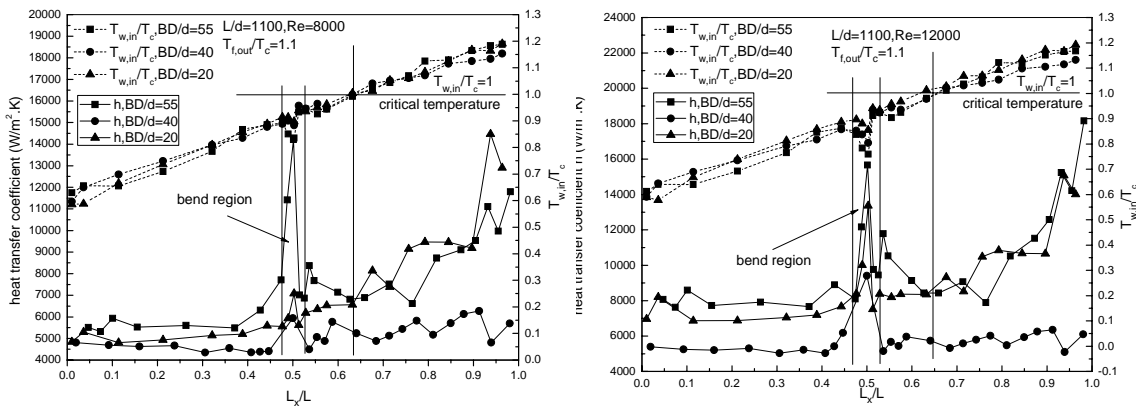 T_w,in/T_c,BD/d=55
T_w,in/T_c,BD/d=40
T_w,in/T_c,BD/d=20
h,BD/d=55
h,BD/d=40
h,BD/d=20
L/d=1100,Re=8000
T_f,out/T_c=1.1
T_w,in/T_c=1
critical temperature
bend region
heat transfer coefficient (W/m².K)
20000
19000
18000
17000
16000
15000
14000
13000
12000
11000
10000
9000
8000
7000
6000
5000
4000
1.3
1.2
1.1
1.0
0.9
0.8
0.7
0.6
0.5
0.4
0.3
0.2
0.1
0.0
T_w,in/T_c
0.0 0.1 0.2 0.3 0.4 0.5 0.6 0.7 0.8 0.9 1.0
L_x/L
T_w,in/T_c,BD/d=55
T_w,in/T_c,BD/d=40
T_w,in/T_c,BD/d=20
h,BD/d=55
h,BD/d=40
h,BD/d=20
L/d=1100,Re=12000
T_f,out/T_c=1.1
T_w,in/T_c=1
critical temperature
bend region
heat transfer coefficient h (W/m².K)
24000
22000
20000
18000
16000
14000
12000
10000
8000
6000
4000
1.3
1.2
1.1
1.0
0.9
0.8
0.7
0.6
0.5
0.4
0.3
0.2
0.1
0.0
-0.1
T_w,in/T_c
0.0 0.1 0.2 0.3 0.4 0.5 0.6 0.7 0.8 0.9 1.0
L_x/L